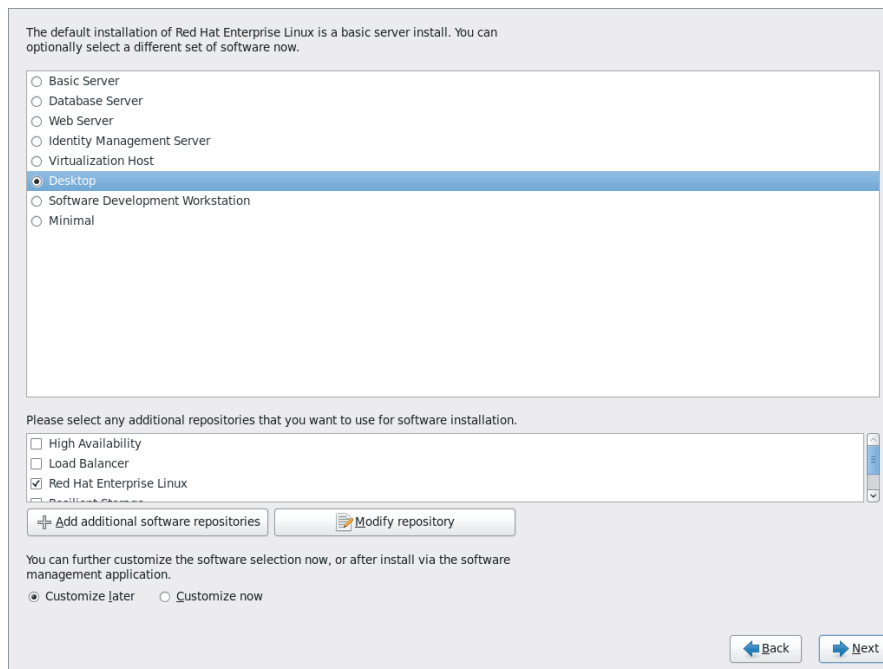 The default installation of Red Hat Enterprise Linux is a basic server install. You can
optionally select a different set of software now.
Basic Server
Database Server
Web Server
Identity Management Server
Virtualization Host
Desktop
Software Development Workstation
Minimal
Please select any additional repositories that you want to use for software installation.
High Availability
Load Balancer
Red Hat Enterprise Linux
Resilient Storage
Add additional software repositories
Modify repository
You can further customize the software selection now, or after install via the software
management application.
Customize later
Customize now
Back
Next